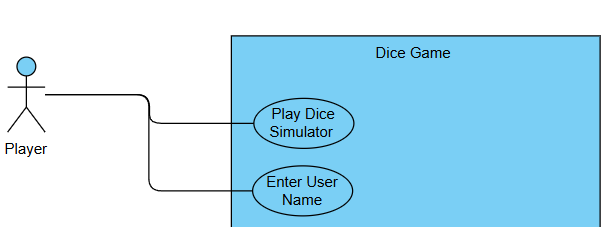 Dice Game
Play Dice
Simulator
Player
Enter User
Name